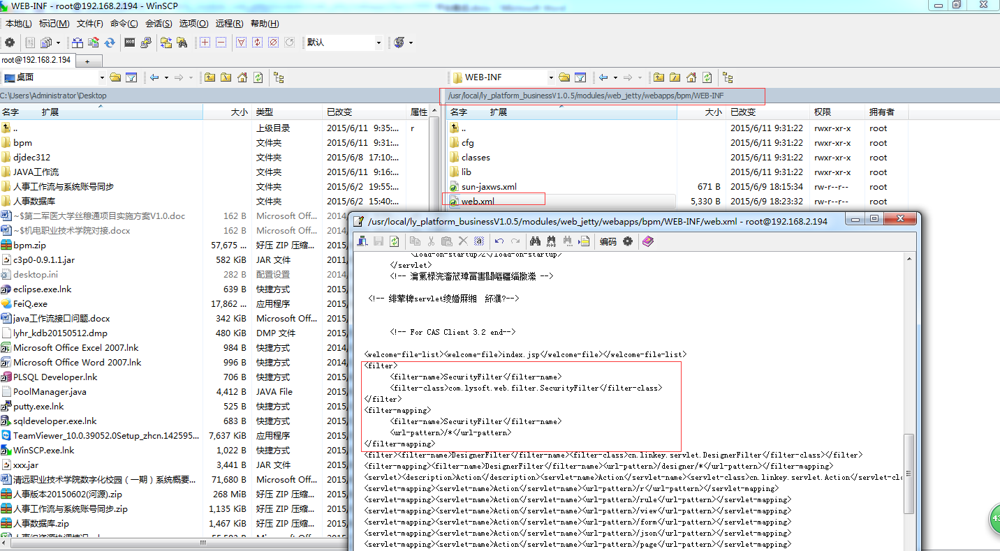 WEB-INF - root@192.168.2.194 - WinSCP
本地(L) 标记(M) 文件(F) 命令(C) 会话(S) 选项(O) 远程(R) 帮助(H)
默认
root@192.168.2.194
桌面
WEB-INF
C:\Users\Administrator\Desktop
/usr/local/ly_platform_businessV1.0.5/modules/web_jetty/webapps/bpm/WEB-INF
名字 扩展 大小 类型 已改变 属性
名字 扩展 大小 已改变 权限 拥有者
.. 上级目录 2015/6/11 9:35:... r
bpm 文件夹 2015/6/11 9:31:...
djdec312 文件夹 2015/6/8 17:10:...
JAVA工作流 文件夹 2015/6/11 9:16:...
人事工作流与系统账号同步 文件夹 2015/6/2 19:55:...
人事数据库 文件夹 2015/6/2 15:40:...
~$第二军医大学丝穗通项目实施方案V1.0.doc 162 B Microsoft Of... 2014,
~$机电职业技术学院对接.docx 162 B Microsoft Of... 2015,
bpm.zip 57,675 ... 好压 ZIP 压缩... 2015,
c3p0-0.9.1.1.jar 582 KiB JAR 文件 2011,
desktop.ini 282 B 配置设置 2014,
eclipse.exe.lnk 639 B 快捷方式 2015,
FeiQ.exe 17,862 ... 应用程序 2015,
java工作流接口问题.docx 342 KiB Microsoft Of... 2015,
lyhr_kdb20150512.dmp 480 KiB DMP 文件 2015,
Microsoft Office Excel 2007.lnk 984 B 快捷方式 2014,
Microsoft Office Word 2007.lnk 996 B 快捷方式 2014,
PLSQL Developer.lnk 706 B 快捷方式 2015,
PoolManager.java 4,412 B JAVA File 2015,
putty.exe.lnk 525 B 快捷方式 2015,
sqldeveloper.exe.lnk 683 B 快捷方式 2015,
TeamViewer_10.0.39052.0Setup_zhcn.142595... 7,637 KiB 应用程序 2015,
WinSCP.exe.lnk 1,022 B 快捷方式 2015,
xxx.jar 3,441 B JAR 文件 2015,
清远职业技术学院数字化校园（一期）系统概要... 71,680 B Microsoft Of... 2015,
人事版本20150602(河源).zip 268 MiB 好压 ZIP 压缩... 2015,
人事工作流与系统账号同步.zip 1,135 KiB 好压 ZIP 压缩... 2015,
人事数据库.zip 1,467 KiB 好压 ZIP 压缩... 2015,
.. 2015/6/11 9:31:22 rwxr-xr-x root
cfg 2015/6/11 9:31:22 rwxr-xr-x root
classes 2015/6/11 9:31:22 rwxr-xr-x root
lib 2015/6/11 9:31:22 rwxr-xr-x root
sun-jaxws.xml 671 B 2015/6/9 18:15:34 rw-r--r-- root
web.xml 5,330 B 2015/6/9 18:23:32 rw-r--r-- root
/usr/local/ly_platform_businessV1.0.5/modules/web_jetty/webapps/bpm/WEB-INF/web.xml - root@192.168.2.194
编码
<load-on-startup>2</load-on-startup>
</servlet>
<!-- -->
<!-- servlet ?-->
<!-- For CAS Client 3.2 end-->
<welcome-file-list><welcome-file>index.jsp</welcome-file></welcome-file-list>
<filter>
<filter-name>SecurityFilter</filter-name>
<filter-class>com.lysoft.web.filter.SecurityFilter</filter-class>
</filter>
<filter-mapping>
<filter-name>SecurityFilter</filter-name>
<url-pattern>/*</url-pattern>
</filter-mapping>
<filter><filter-name>DesignerFilter</filter-name><filter-class>cn.linkey.servlet.DesignerFilter</filter-class></filter>
<filter-mapping><filter-name>DesignerFilter</filter-name><url-pattern>/designer/*</url-pattern></filter-mapping>
<servlet><description>Action</description><servlet-name>Action</servlet-name><servlet-class>cn.linkey.servlet.Action</servlet-cl
<servlet-mapping><servlet-name>Action</servlet-name><url-pattern>/r</url-pattern></servlet-mapping>
<servlet-mapping><servlet-name>Action</servlet-name><url-pattern>/rule</url-pattern></servlet-mapping>
<servlet-mapping><servlet-name>Action</servlet-name><url-pattern>/view</url-pattern></servlet-mapping>
<servlet-mapping><servlet-name>Action</servlet-name><url-pattern>/form</url-pattern></servlet-mapping>
<servlet-mapping><servlet-name>Action</servlet-name><url-pattern>/json</url-pattern></servlet-mapping>
<servlet-mapping><servlet-name>Action</servlet-name><url-pattern>/page</url-pattern></servlet-mapping>